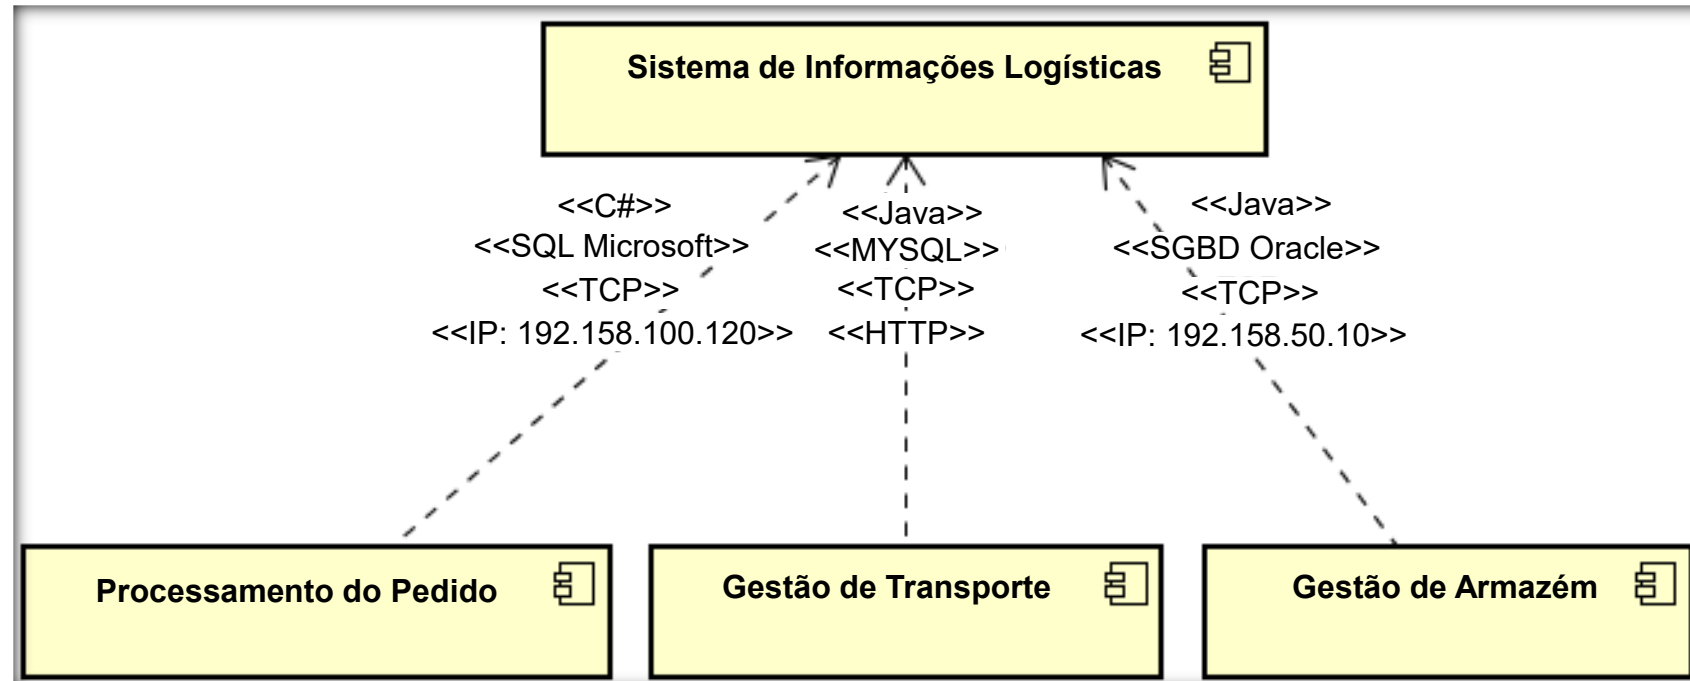 Sistema de Informações Logísticas
<<C#>>
<<SQL Microsoft>>
<<TCP>>
<<IP: 192.158.100.120>>
<<Java>>
<<MYSQL>>
<<TCP>>
<<HTTP>>
<<Java>>
<<SGBD Oracle>>
<<TCP>>
<<IP: 192.158.50.10>>
Processamento do Pedido
Gestão de Transporte
Gestão de Armazém